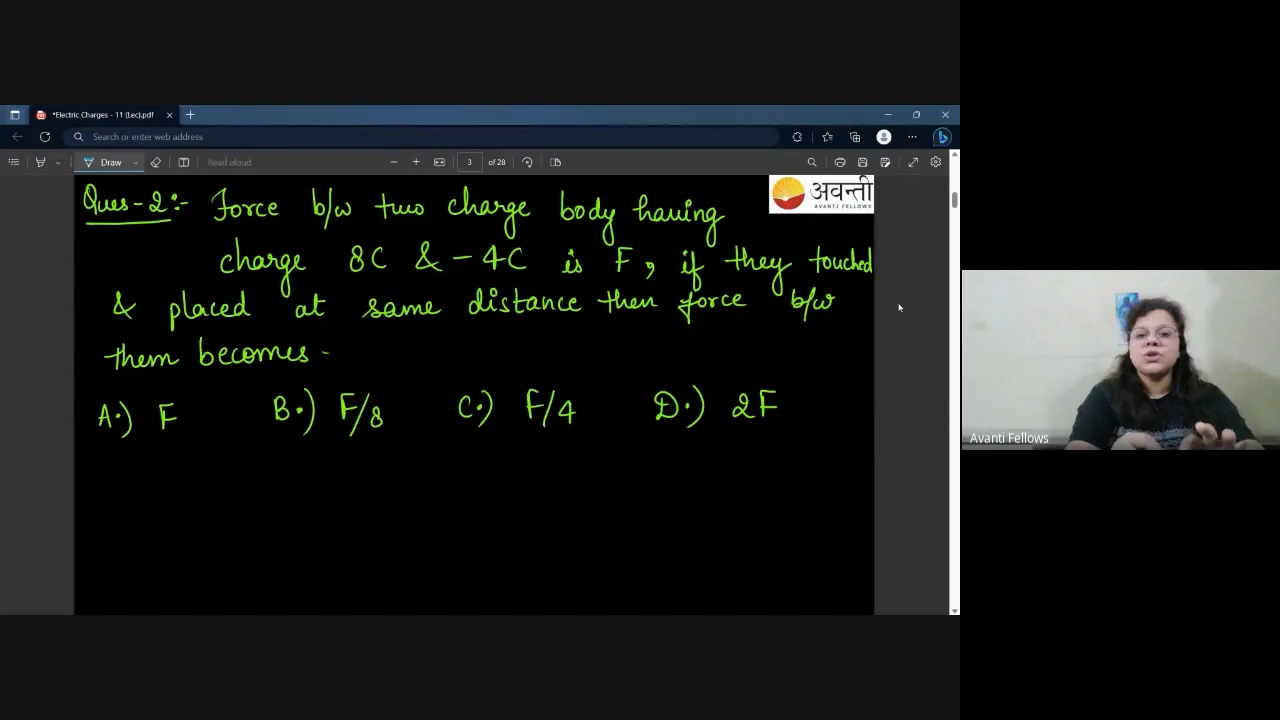 *Electric Charges - 11 (Lec).pdf
Search or enter web address
Draw
Read aloud
3 of 28
Ques-2:- Force b/w two charge body having
charge 8C & -4C is F, if they touched
& placed at same distance then force b/w
them becomes -
A.) F B.) F/8 C.) F/4 D.) 2F
अवन्ती
AVANTI FELLOWS
Avanti Fellows